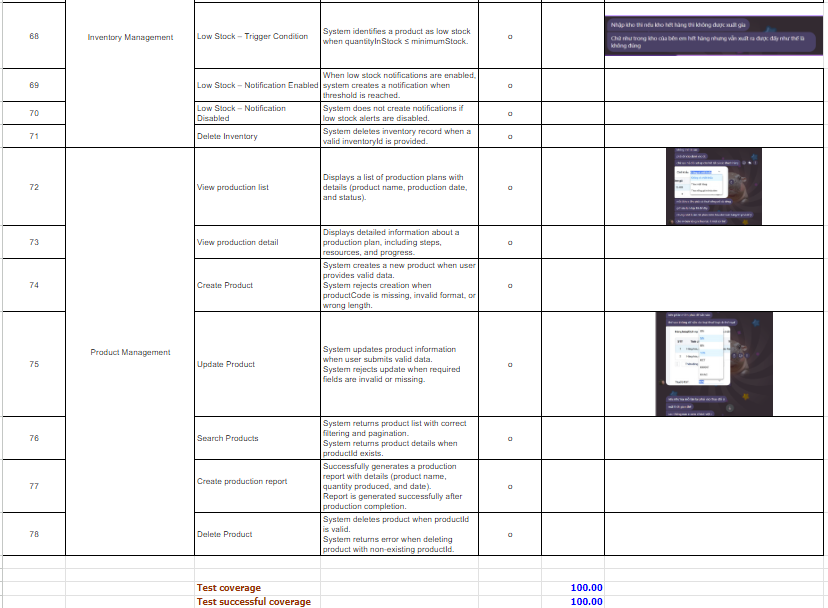 68
Inventory Management
Low Stock – Trigger Condition
System identifies a product as low stock
when quantityInStock ≤ minimumStock.
o
Nhập kho thì nếu kho hết hàng thì không được xuất gia
Chứ như trong kho của bên em hết hàng nhưng vẫn xuất ra được đây như thế là
không đúng
69
Low Stock – Notification Enabled
When low stock notifications are enabled,
system creates a notification when
threshold is reached.
o
70
Low Stock – Notification
Disabled
System does not create notifications if
low stock alerts are disabled.
o
71
Delete Inventory
System deletes inventory record when a
valid inventoryId is provided.
o
72
View production list
Displays a list of production plans with
details (product name, production date,
and status).
o
73
View production detail
Displays detailed information about a
production plan, including steps,
resources, and progress.
o
74
Create Product
System creates a new product when user
provides valid data.
System rejects creation when
productCode is missing, invalid format, or
wrong length.
o
Product Management
75
Update Product
System updates product information
when user submits valid data.
System rejects update when required
fields are invalid or missing.
o
76
Search Products
System returns product list with correct
filtering and pagination.
System returns product details when
productId exists.
o
77
Create production report
Successfully generates a production
report with details (product name,
quantity produced, and date).
Report is generated successfully after
production completion.
o
78
Delete Product
System deletes product when productId
is valid.
System returns error when deleting
product with non-existing productId.
o
Test coverage
100.00
Test successful coverage
100.00